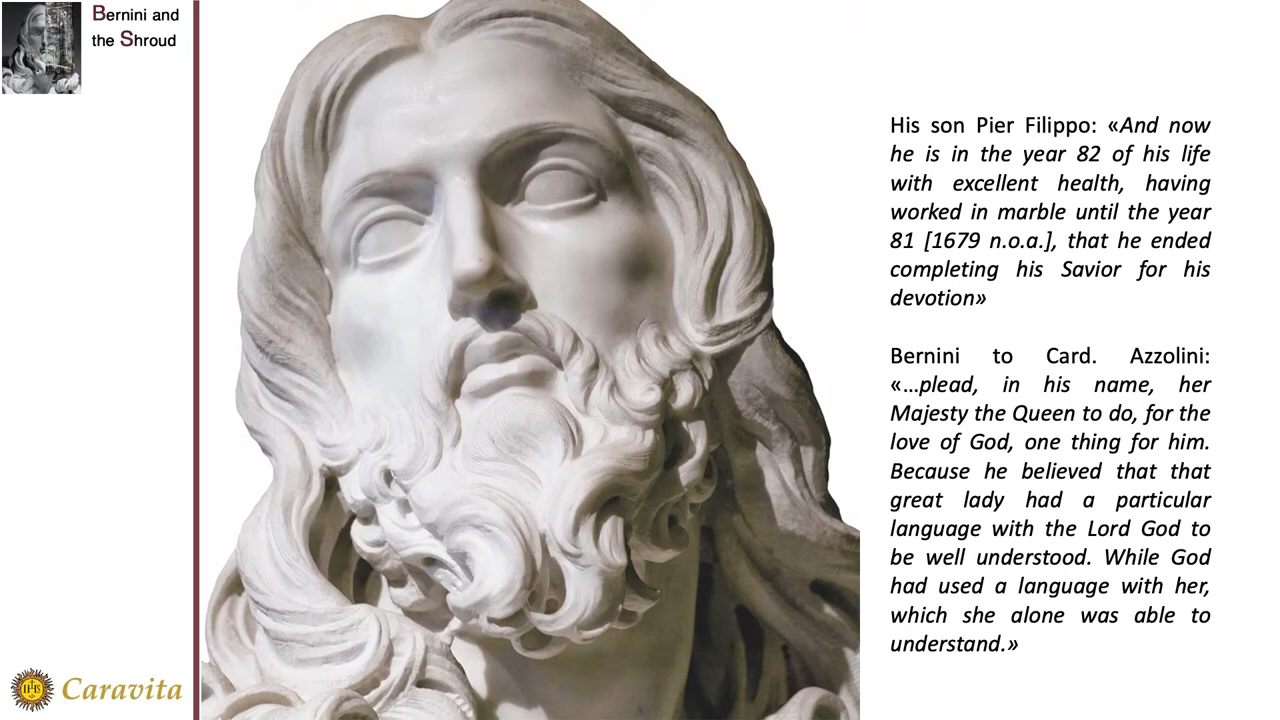 Bernini and
the Shroud
His son Pier Filippo: «And now
he is in the year 82 of his life
with excellent health, having
worked in marble until the year
81 [1679 n.o.a.], that he ended
completing his Savior for his
devotion»
Bernini to Card. Azzolini:
«…plead, in his name, her
Majesty the Queen to do, for the
love of God, one thing for him.
Because he believed that that
great lady had a particular
language with the Lord God to
be well understood. While God
had used a language with her,
which she alone was able to
understand.»
IHS
Caravita